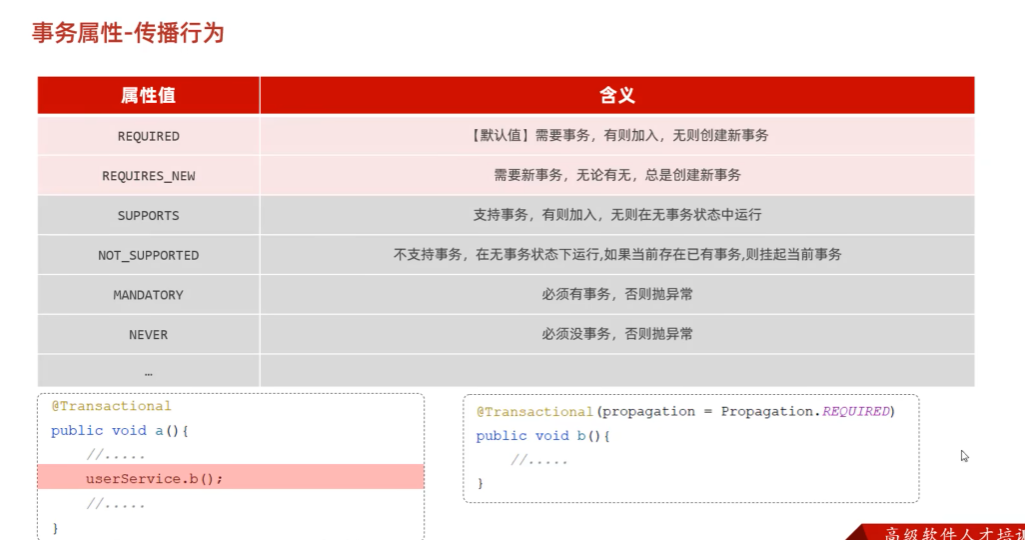 事务属性-传播行为
属性值 含义
REQUIRED 【默认值】需要事务，有则加入，无则创建新事务
REQUIRES_NEW 需要新事务，无论有无，总是创建新事务
SUPPORTS 支持事务，有则加入，无则在无事务状态中运行
NOT_SUPPORTED 不支持事务，在无事务状态下运行,如果当前存在已有事务,则挂起当前事务
MANDATORY 必须有事务，否则抛异常
NEVER 必须没事务，否则抛异常
…
@Transactional
public void a(){
//.....
userService.b();
//.....
}
@Transactional(propagation = Propagation.REQUIRED)
public void b(){
//.....
}
高级软件人才培训